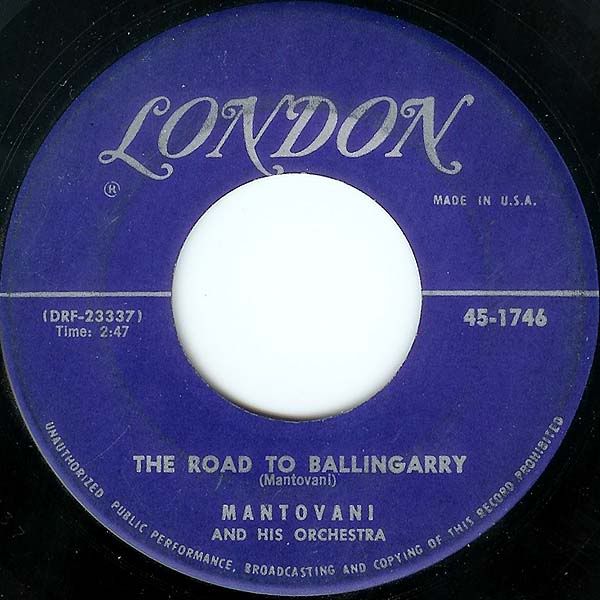 LONDON
®
MADE IN U.S.A.
(DRF-23337)
Time: 2:47
45-1746
THE ROAD TO BALLINGARRY
(Mantovani)
MANTOVANI
AND HIS ORCHESTRA
UNAUTHORIZED PUBLIC PERFORMANCE, BROADCASTING AND COPYING OF THIS RECORD PROHIBITED